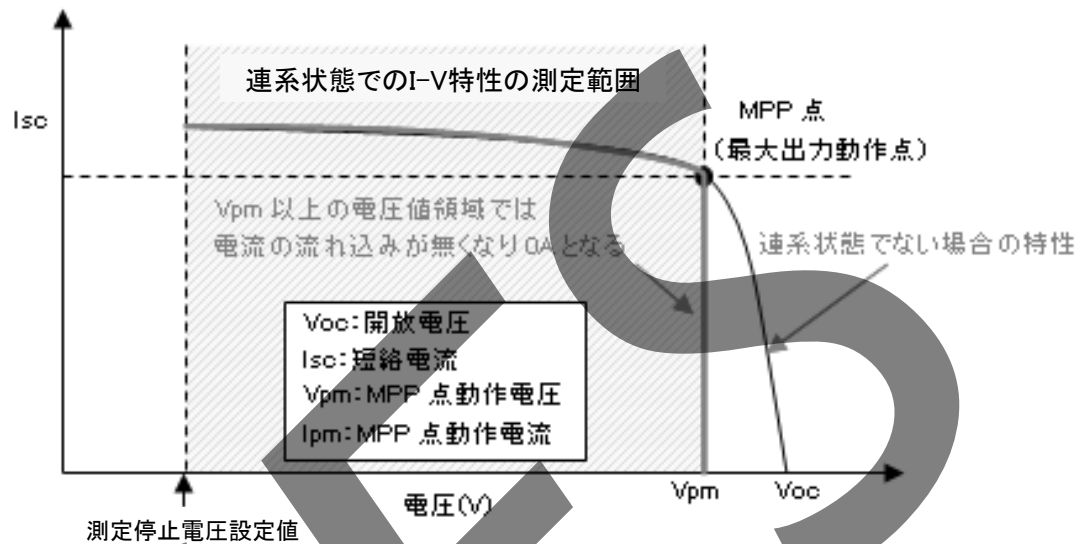 連系状態でのI-V特性の測定範囲
Isc
MPP 点
(最大出力動作点)
Vpm 以上の電圧値領域では
電流の流れ込みが無くなり0Aとなる
連系状態でない場合の特性
Voc:開放電圧
Isc:短絡電流
Vpm:MPP 点動作電圧
Ipm:MPP 点動作電流
電圧(V)
Vpm
Voc
測定停止電圧設定値